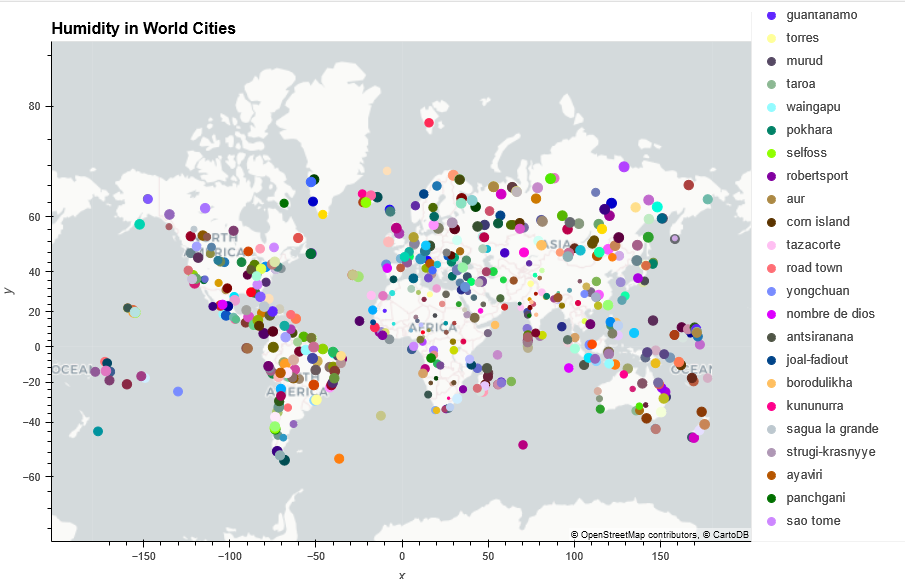 Humidity in World Cities
guantanamo
torres
murud
taroa
waingapu
pokhara
selfoss
robertsport
aur
corn island
tazacorte
road town
yongchuan
nombre de dios
antsiranana
joal-fadiout
borodulikha
kununurra
sagua la grande
strugi-krasnyye
ayaviri
panchgani
sao tome
80
60
40
20
0
−20
−40
−60
y
NORTH
AMERICA
ASIA
AFRICA
OCEAN
OCEAN
SOUTH
AMERICA
© OpenStreetMap contributors, © CartoDB
−150
−100
−50
0
50
100
150
x